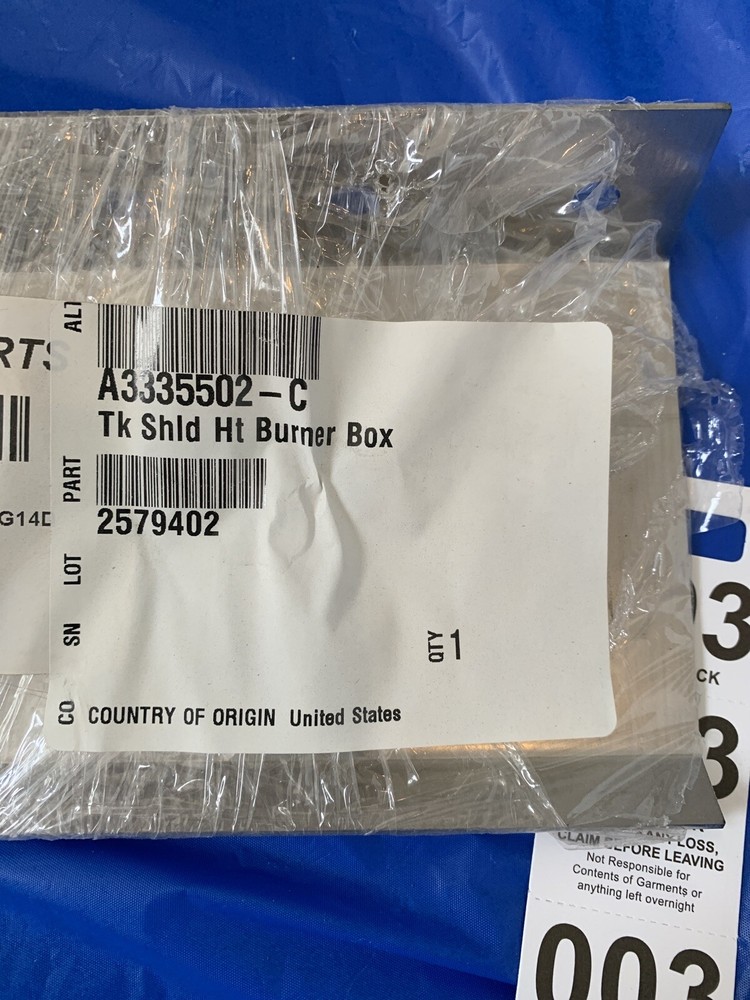 ALT
A3335502-C
Tk Shld Ht Burner Box
PART
2579402
LOT
SN
QTY 1
CO COUNTRY OF ORIGIN United States
RTS
G14D
3
CK
3
LOSS,
CLAIM BEFORE LEAVING
Not Responsible for
Contents of Garments or
anything left overnight
003